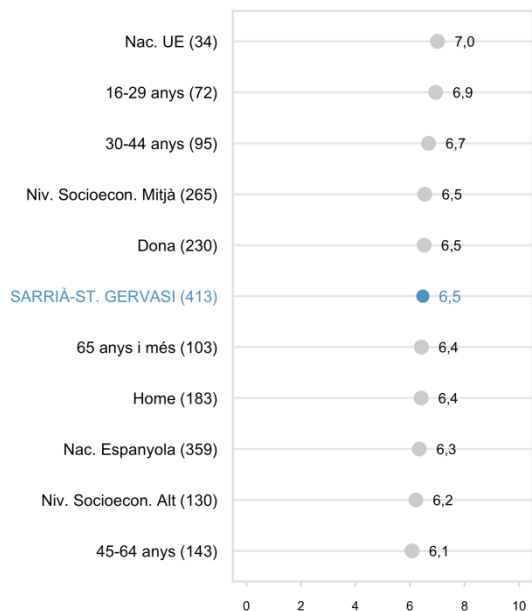 Nac. UE (34) 7,0
16-29 anys (72) 6,9
30-44 anys (95) 6,7
Niv. Socioecon. Mitjà (265) 6,5
Dona (230) 6,5
SARRIÀ-ST. GERVASI (413) 6,5
65 anys i més (103) 6,4
Home (183) 6,4
Nac. Espanyola (359) 6,3
Niv. Socioecon. Alt (130) 6,2
45-64 anys (143) 6,1
0 2 4 6 8 10